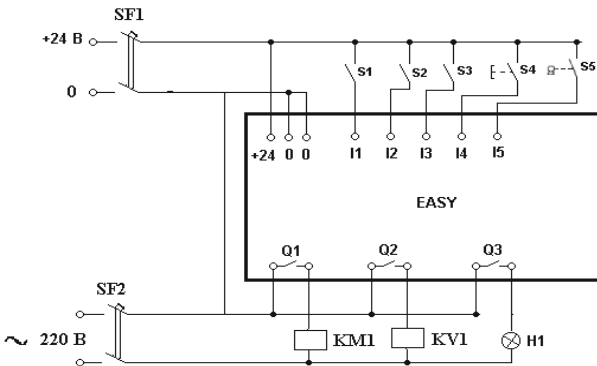 SF1
+24 В
0
S1
S2
S3
S4
S5
+24
0
0
I1
I2
I3
I4
I5
EASY
Q1
Q2
Q3
SF2
~ 220 В
KM1
KV1
H1